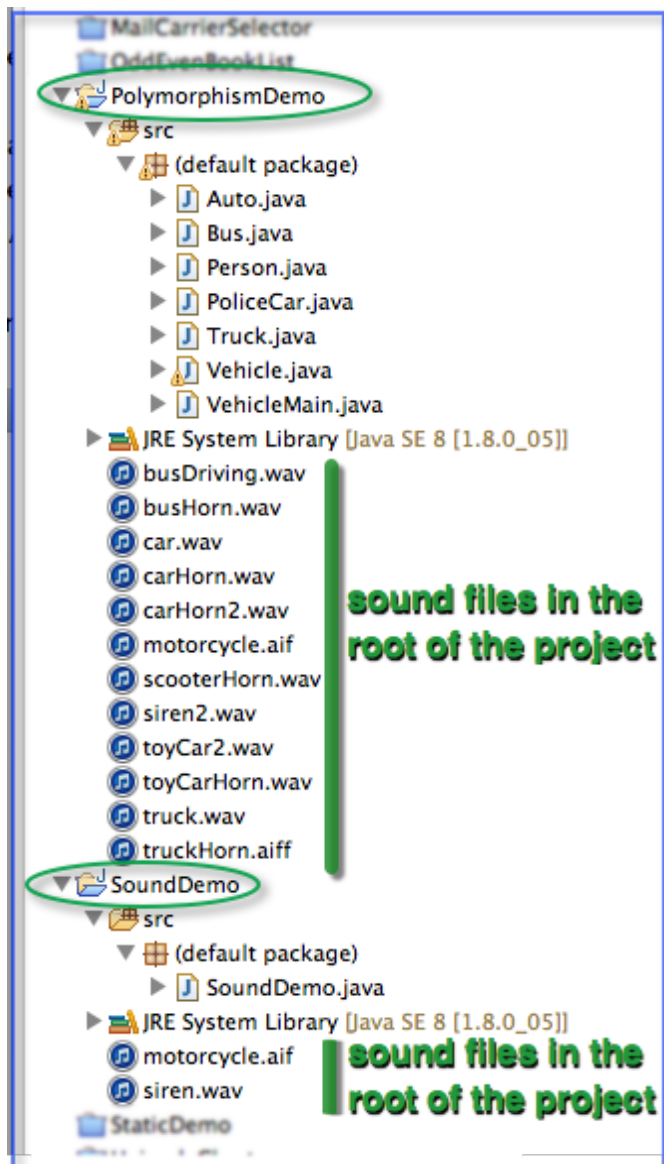 MailCarrierSelector
OddEvenBookList
PolymorphismDemo
src
(default package)
Auto.java
Bus.java
Person.java
PoliceCar.java
Truck.java
Vehicle.java
VehicleMain.java
JRE System Library [Java SE 8 [1.8.0_05]]
busDriving.wav
busHorn.wav
car.wav
carHorn.wav
carHorn2.wav
motorcycle.aif
scooterHorn.wav
siren2.wav
toyCar2.wav
toyCarHorn.wav
truck.wav
truckHorn.aiff
sound files in the
root of the project
SoundDemo
src
(default package)
SoundDemo.java
JRE System Library [Java SE 8 [1.8.0_05]]
motorcycle.aif
siren.wav
sound files in the
root of the project
StaticDemo